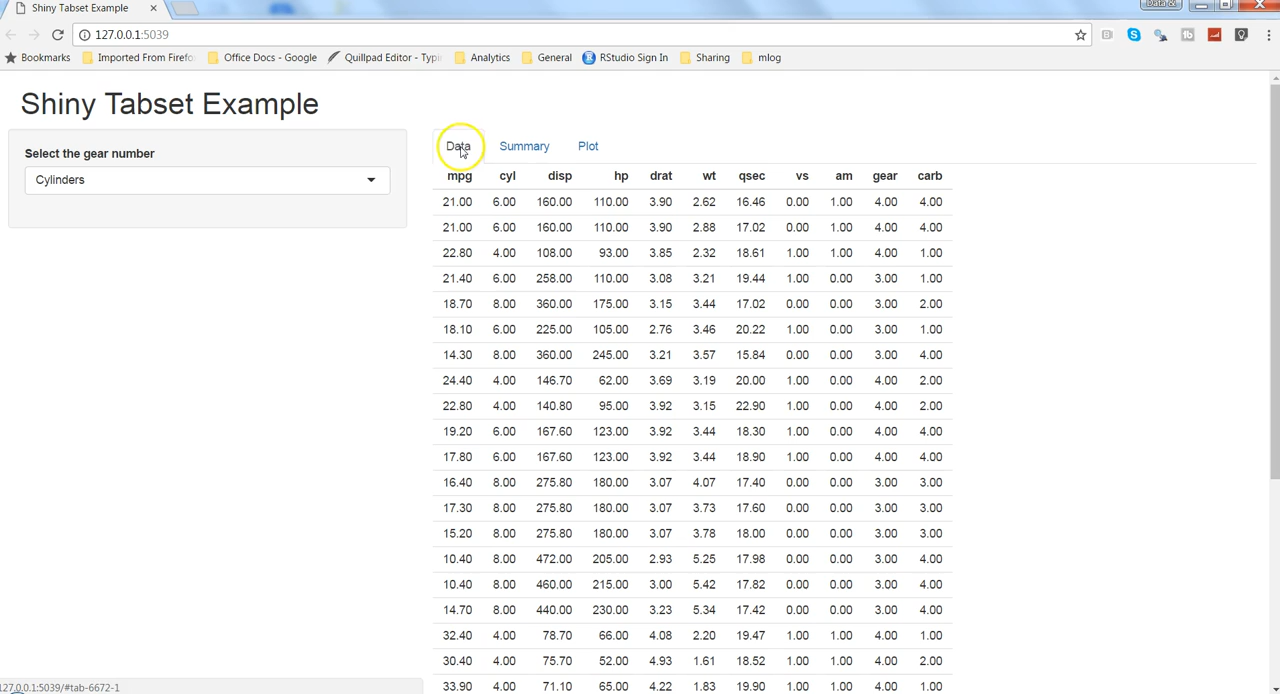 Shiny Tabset Example
127.0.0.1:5039
Bookmarks Imported From Firefo Office Docs - Google Quillpad Editor - Typi Analytics General RStudio Sign In Sharing mlog
Shiny Tabset Example
Select the gear number
Cylinders
Data Summary Plot
mpg cyl disp hp drat wt qsec vs am gear carb
21.00 6.00 160.00 110.00 3.90 2.62 16.46 0.00 1.00 4.00 4.00
21.00 6.00 160.00 110.00 3.90 2.88 17.02 0.00 1.00 4.00 4.00
22.80 4.00 108.00 93.00 3.85 2.32 18.61 1.00 1.00 4.00 1.00
21.40 6.00 258.00 110.00 3.08 3.21 19.44 1.00 0.00 3.00 1.00
18.70 8.00 360.00 175.00 3.15 3.44 17.02 0.00 0.00 3.00 2.00
18.10 6.00 225.00 105.00 2.76 3.46 20.22 1.00 0.00 3.00 1.00
14.30 8.00 360.00 245.00 3.21 3.57 15.84 0.00 0.00 3.00 4.00
24.40 4.00 146.70 62.00 3.69 3.19 20.00 1.00 0.00 4.00 2.00
22.80 4.00 140.80 95.00 3.92 3.15 22.90 1.00 0.00 4.00 2.00
19.20 6.00 167.60 123.00 3.92 3.44 18.30 1.00 0.00 4.00 4.00
17.80 6.00 167.60 123.00 3.92 3.44 18.90 1.00 0.00 4.00 4.00
16.40 8.00 275.80 180.00 3.07 4.07 17.40 0.00 0.00 3.00 3.00
17.30 8.00 275.80 180.00 3.07 3.73 17.60 0.00 0.00 3.00 3.00
15.20 8.00 275.80 180.00 3.07 3.78 18.00 0.00 0.00 3.00 3.00
10.40 8.00 472.00 205.00 2.93 5.25 17.98 0.00 0.00 3.00 4.00
10.40 8.00 460.00 215.00 3.00 5.42 17.82 0.00 0.00 3.00 4.00
14.70 8.00 440.00 230.00 3.23 5.34 17.42 0.00 0.00 3.00 4.00
32.40 4.00 78.70 66.00 4.08 2.20 19.47 1.00 1.00 4.00 1.00
30.40 4.00 75.70 52.00 4.93 1.61 18.52 1.00 1.00 4.00 2.00
33.90 4.00 71.10 65.00 4.22 1.83 19.90 1.00 1.00 4.00 1.00
127.0.0.1:5039/#tab-6672-1